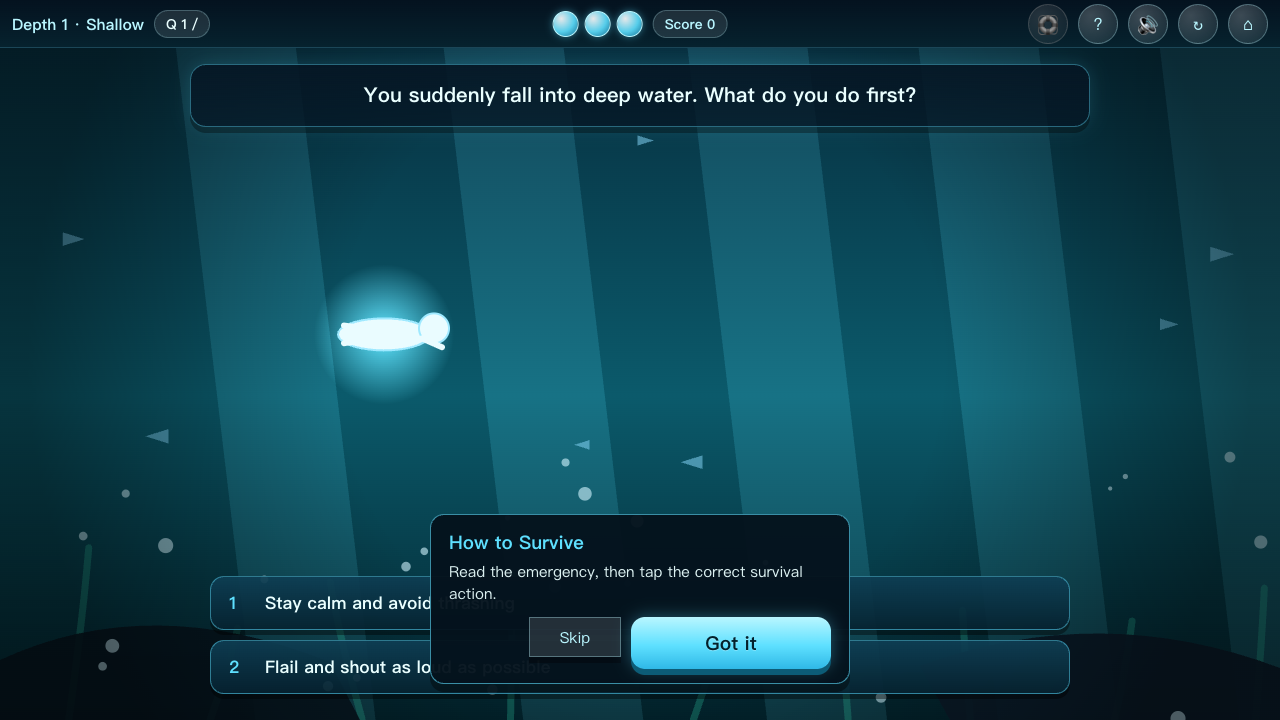 Depth 1 · Shallow
Q 1 /
Score 0
?
You suddenly fall into deep water. What do you do first?
How to Survive
Read the emergency, then tap the correct survival
action.
Skip
Got it
1 Stay calm and avoid thrashing
2 Flail and shout as loud as possible